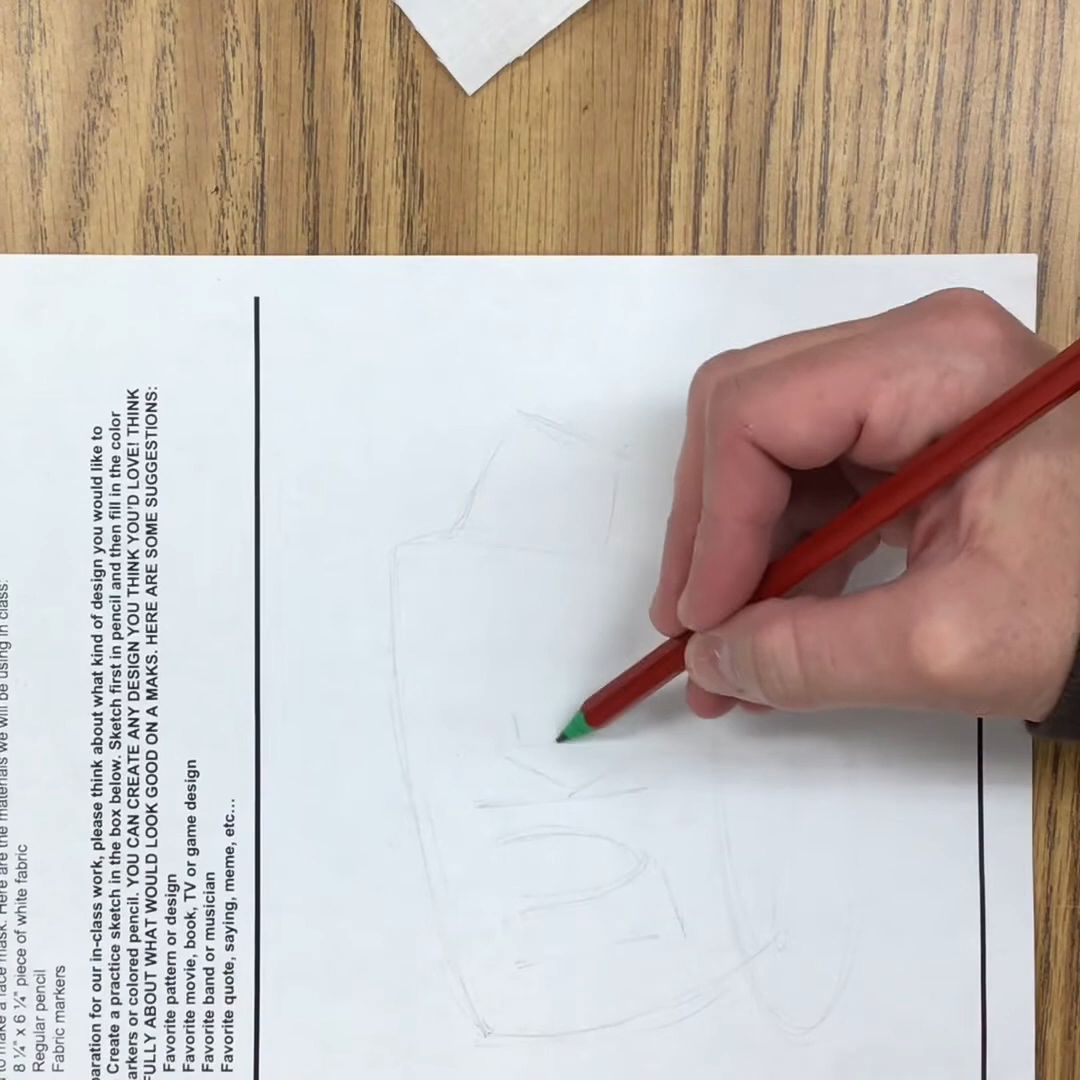 to make a face mask. Here are the materials we will be using in class:
8 ¼" x 6 ¼" piece of white fabric
Regular pencil
Fabric markers
paration for our in-class work, please think about what kind of design you would like to
Create a practice sketch in the box below. Sketch first in pencil and then fill in the color
arkers or colored pencil. YOU CAN CREATE ANY DESIGN YOU THINK YOU'D LOVE! THINK
FULLY ABOUT WHAT WOULD LOOK GOOD ON A MAKS. HERE ARE SOME SUGGESTIONS:
Favorite pattern or design
Favorite movie, book, TV or game design
Favorite band or musician
Favorite quote, saying, meme, etc...